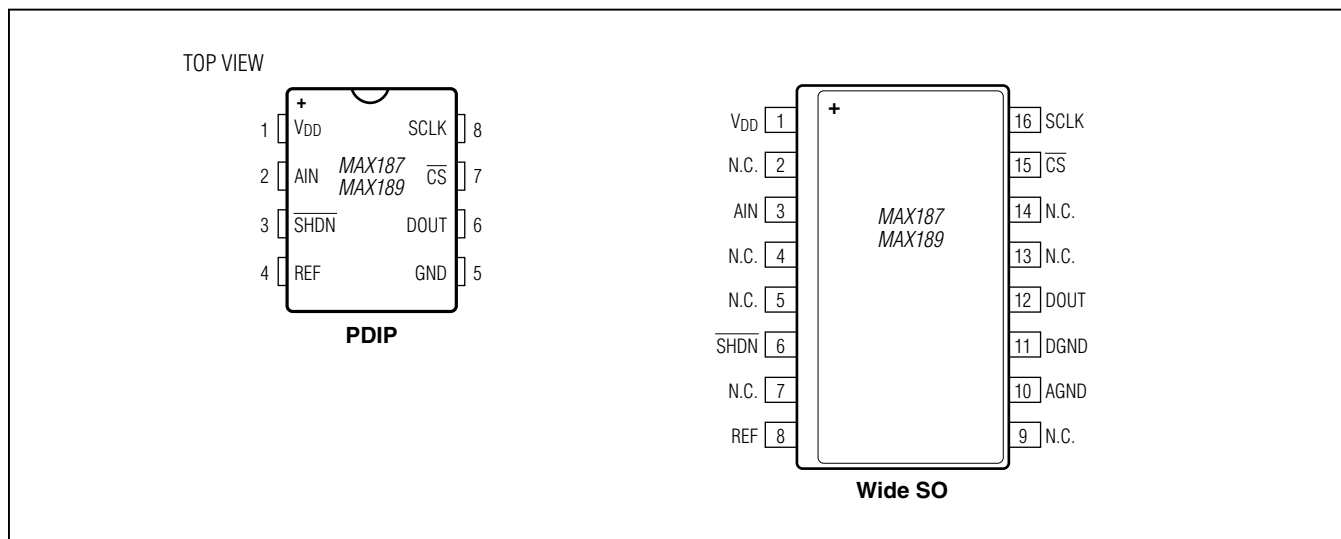 TOP VIEW
+
1 VDD SCLK 8
2 AIN MAX187 CS 7
MAX189
3 SHDN DOUT 6
4 REF GND 5
PDIP
+
VDD 1 16 SCLK
N.C. 2 15 CS
AIN 3 14 N.C.
MAX187
MAX189
N.C. 4 13 N.C.
N.C. 5 12 DOUT
SHDN 6 11 DGND
N.C. 7 10 AGND
REF 8 9 N.C.
Wide SO